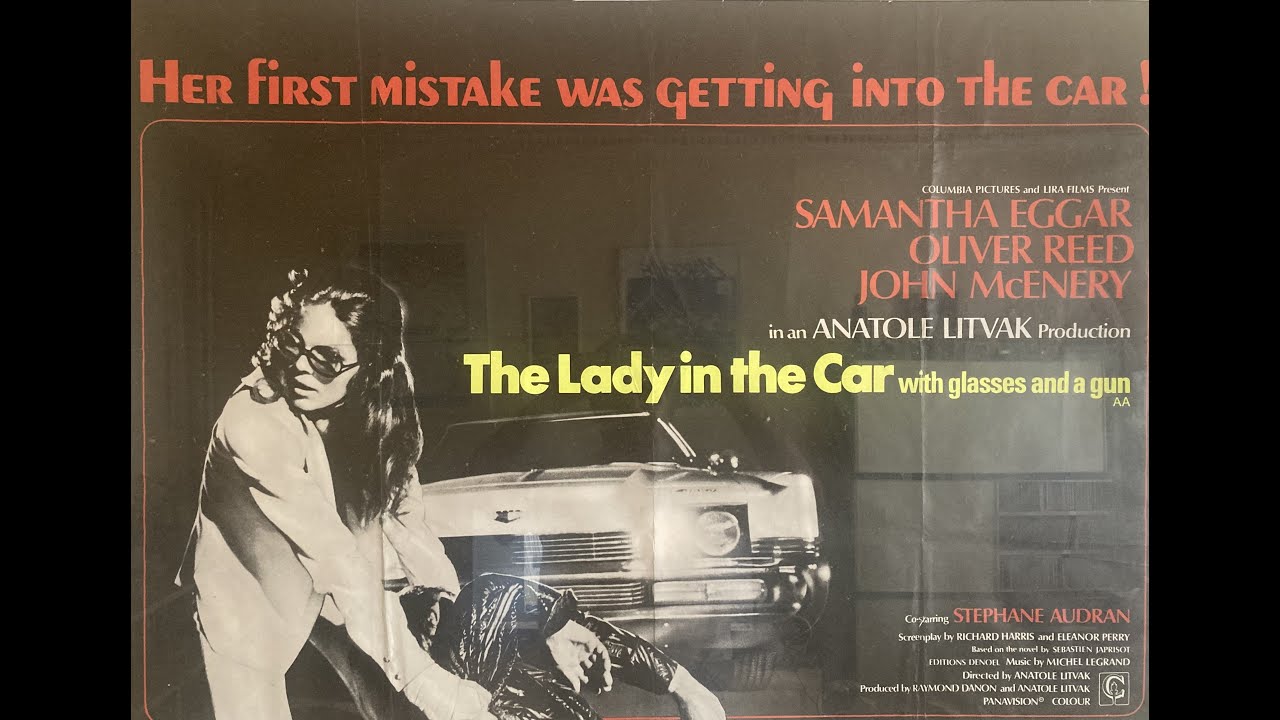 HER FIRST MISTAKE WAS GETTING INTO THE CAR !
COLUMBIA PICTURES and LIRA FILMS Present
SAMANTHA EGGAR
OLIVER REED
JOHN McENERY
in an ANATOLE LITVAK Production
The Lady in the Car with glasses and a gun
AA
Co-starring STEPHANE AUDRAN
Screenplay by RICHARD HARRIS and ELEANOR PERRY
Based on the novel by SEBASTIEN JAPRISOT
EDITIONS DENOEL Music by MICHEL LEGRAND
Directed by ANATOLE LITVAK
Produced by RAYMOND DANON and ANATOLE LITVAK
PANAVISION® COLOUR